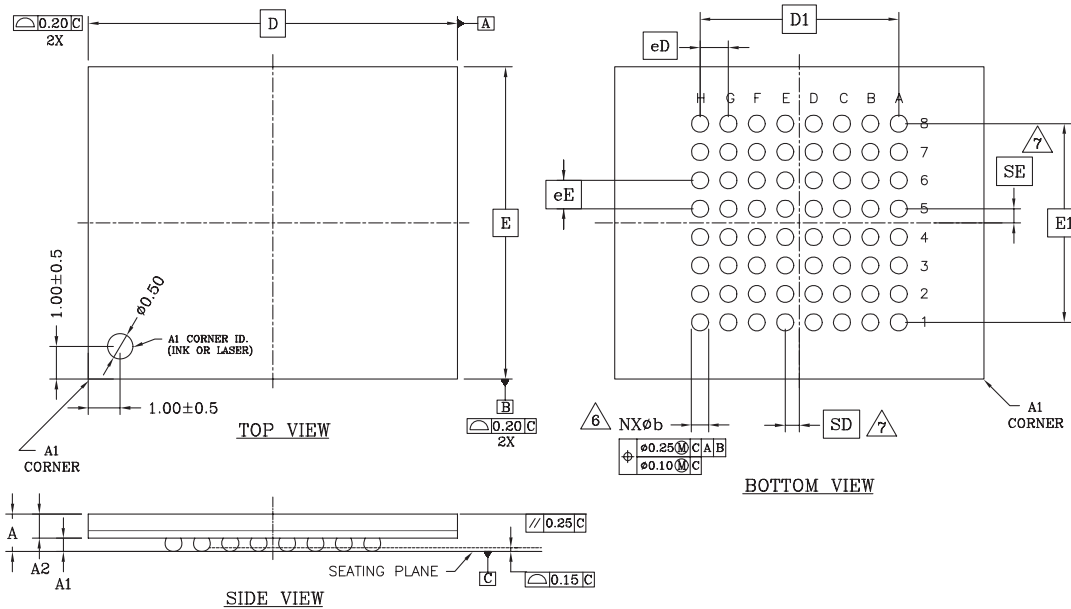 ⌓ 0.20 C
2X
D
A
E
1.00±0.5
ø0.50
A1 CORNER ID.
(INK OR LASER)
1.00±0.5
A1
CORNER
B
⌓ 0.20 C
2X
TOP VIEW
D1
eD
H G F E D C B A
8
7
6
5
4
3
2
1
eE
7
SE
E1
6 NXøb
⌖ ø0.25Ⓜ C A B
ø0.10Ⓜ C
SD 7
A1
CORNER
BOTTOM VIEW
A
A2
A1
// 0.25 C
SEATING PLANE
C
⌓ 0.15 C
SIDE VIEW